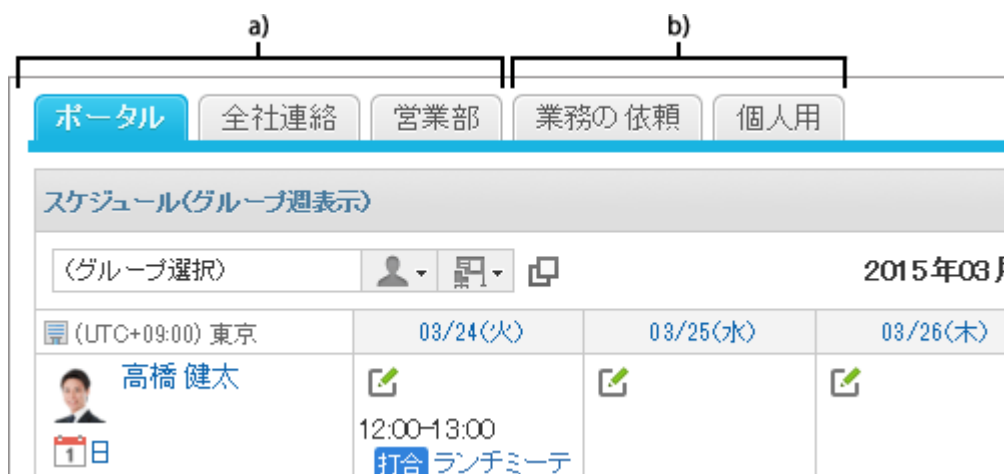 a) b)
ポータル 全社連絡 営業部 業務の依頼 個人用
スケジュール(グループ週表示)
(グループ選択) 2015年03月
(UTC+09:00) 東京 03/24(火) 03/25(水) 03/26(木)
高橋 健太
12:00-13:00
1 日 打合 ランチミーテ